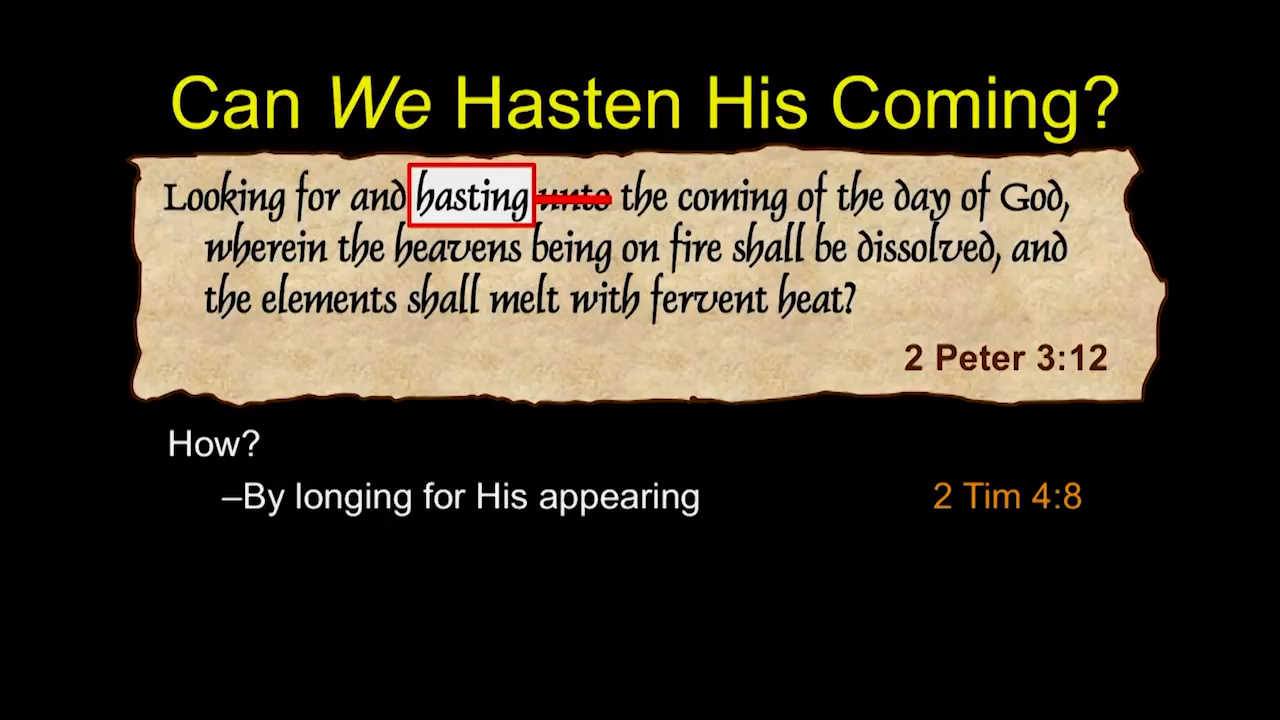 Can We Hasten His Coming?
Looking for and hasting unto the coming of the day of God,
wherein the heavens being on fire shall be dissolved, and
the elements shall melt with fervent heat?
2 Peter 3:12
How?
–By longing for His appearing 2 Tim 4:8